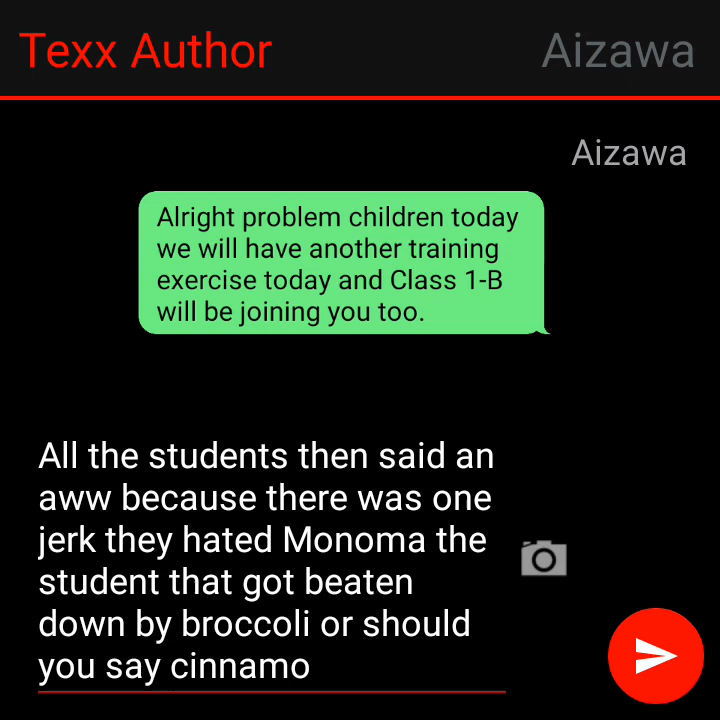 Texx Author
Aizawa
Aizawa
Alright problem children today
we will have another training
exercise today and Class 1-B
will be joining you too.
All the students then said an
aww because there was one
jerk they hated Monoma the
student that got beaten
down by broccoli or should
you say cinnamo